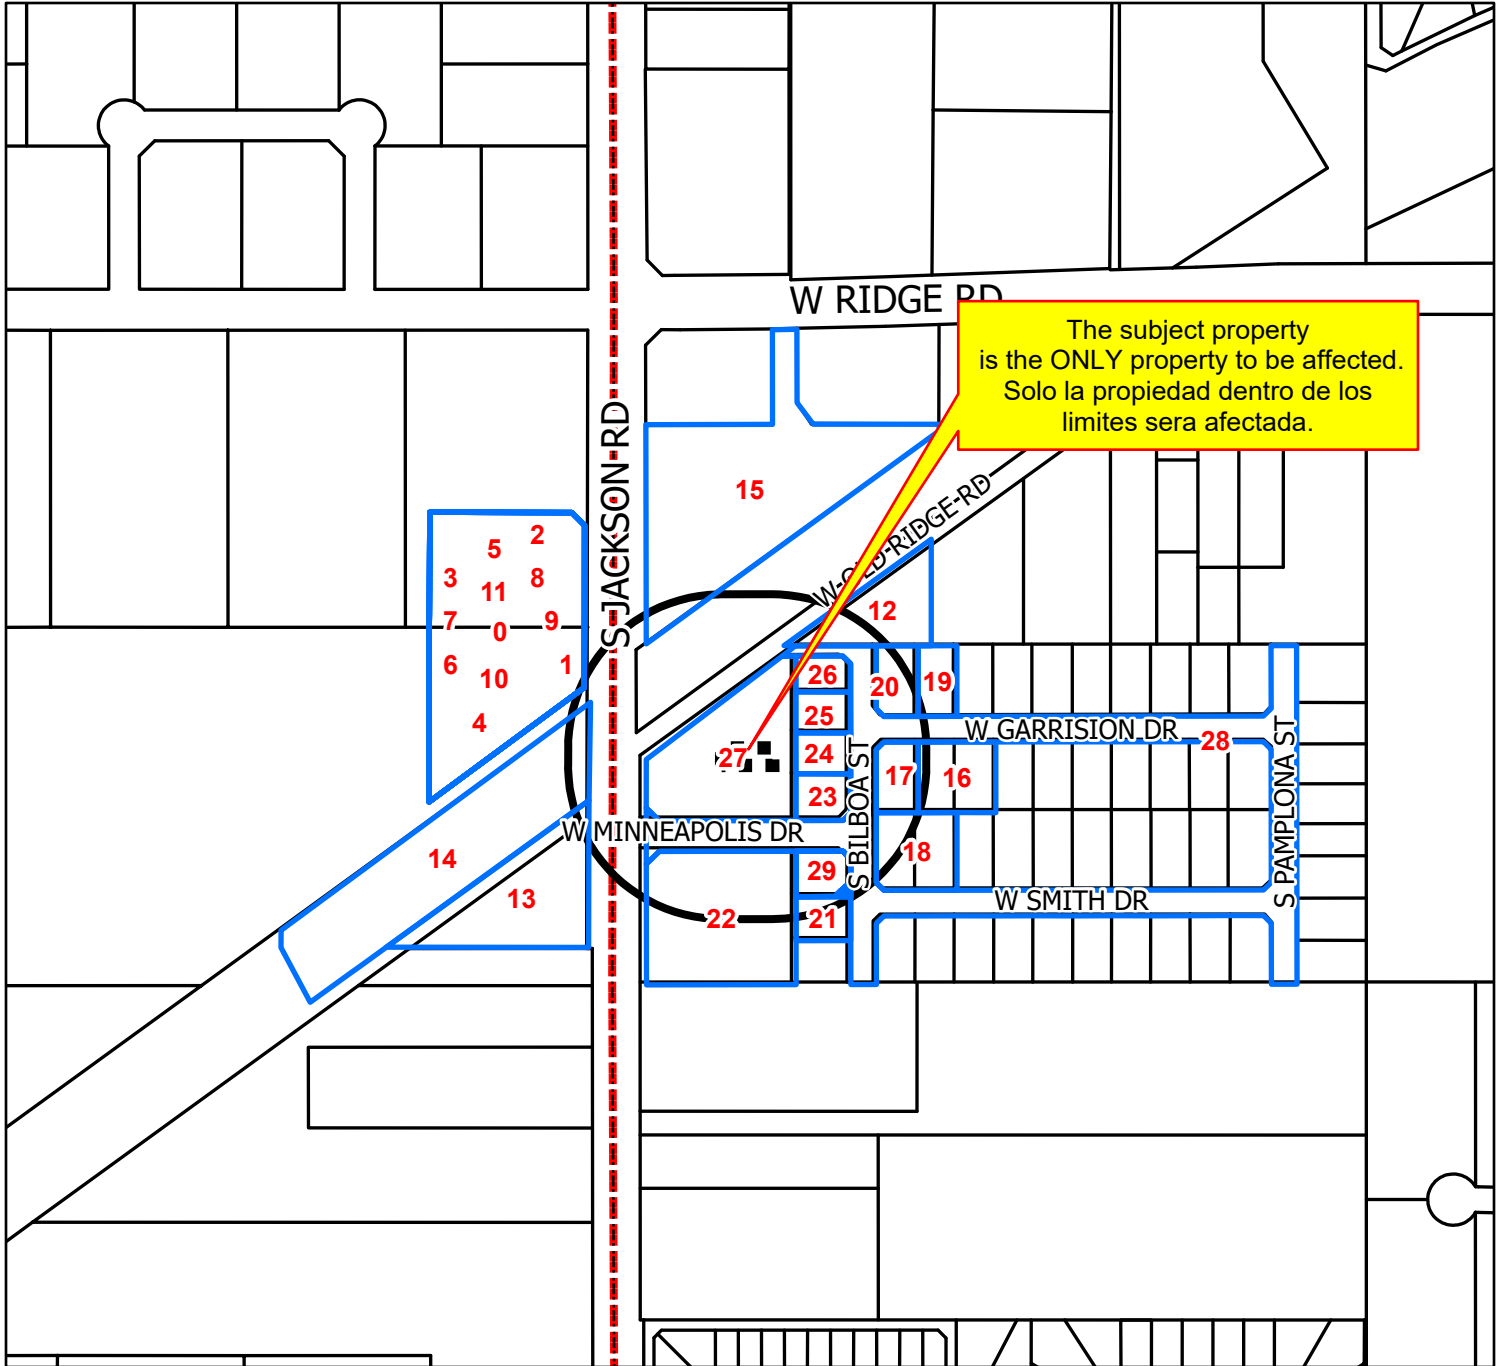 W RIDGE RD
The subject property
is the ONLY property to be affected.
Solo la propiedad dentro de los
limites sera afectada.
S JACKSON RD
W OLD RIDGE RD
15
2
5
3
8
11
7
9
0
12
6
1
10
26
20
19
25
4
W GARRISION DR
28
24
27
17
16
23
S BILBOA ST
S PAMPLONA ST
W MINNEAPOLIS DR
14
18
29
13
W SMITH DR
22
21